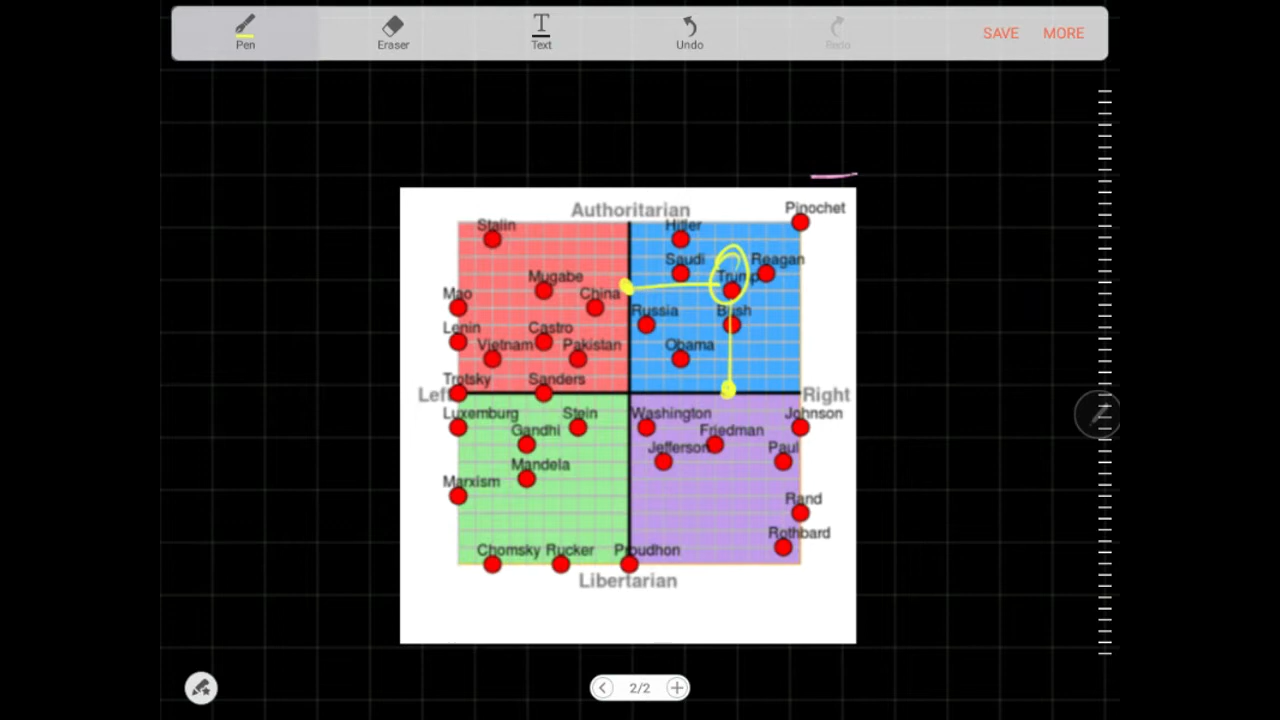 Pen Eraser Text Undo Redo SAVE MORE
Authoritarian
Pinochet
Stalin Hitler
Saudi Reagan
Mugabe Trump
Mao China
Russia Bush
Lenin Castro
Vietnam Pakistan Obama
Trotsky Sanders
Left Right
Luxemburg Stein Washington Johnson
Gandhi Friedman
Jefferson Paul
Mandela
Marxism
Rand
Rothbard
Chomsky Rucker Proudhon
Libertarian
2/2